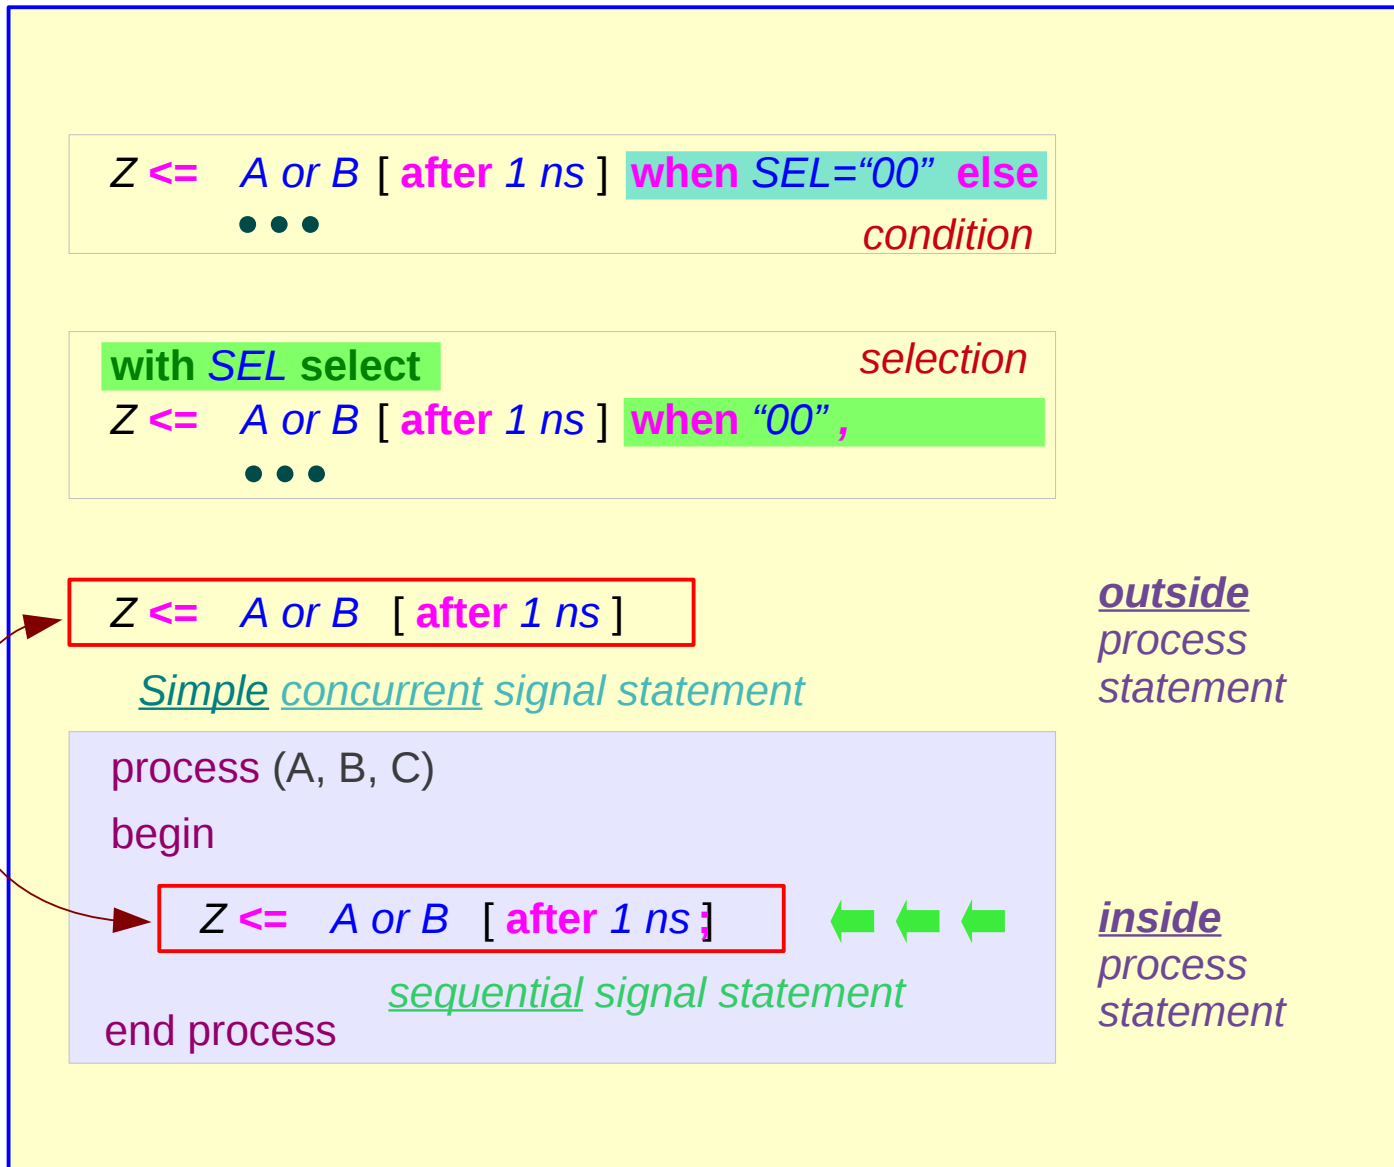 Z <= A or B [ after 1 ns ] when SEL=“00” else
● ● ●
condition
with SEL select
selection
Z <= A or B [ after 1 ns ] when “00” ,
● ● ●
Z <= A or B [ after 1 ns ]
Simple concurrent signal statement
outside
process
statement
process (A, B, C)
begin
Z <= A or B [ after 1 ns ];
sequential signal statement
end process
inside
process
statement